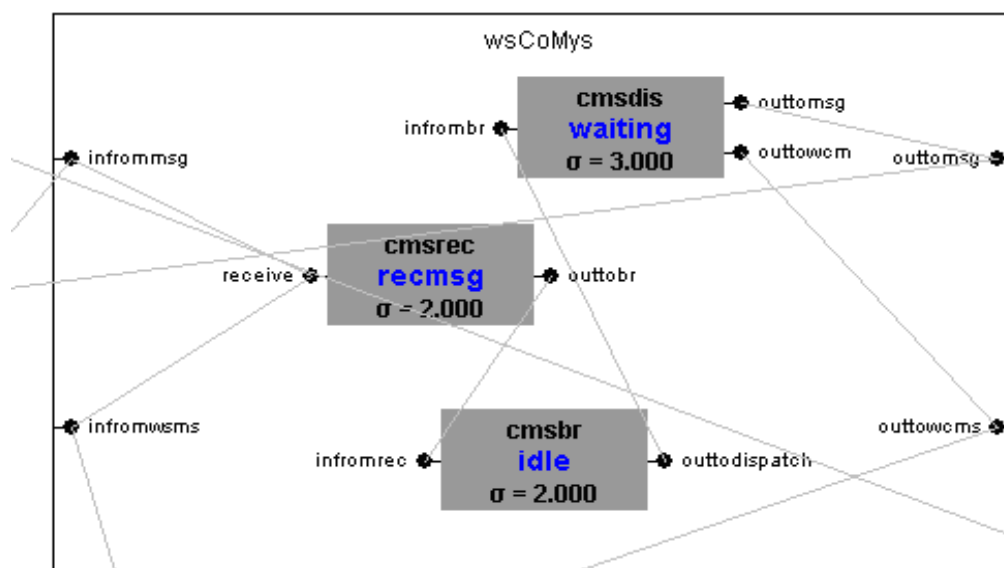 wsCoMys
cmsdis
waiting
σ = 3.000
infrombr
outtomsg
outtowcm
infrommsg
outtomsg
cmsrec
recmsg
σ = 2.000
receive
outtobr
infromwsms
outtowcms
cmsbr
idle
σ = 2.000
infromrec
outtodispatch